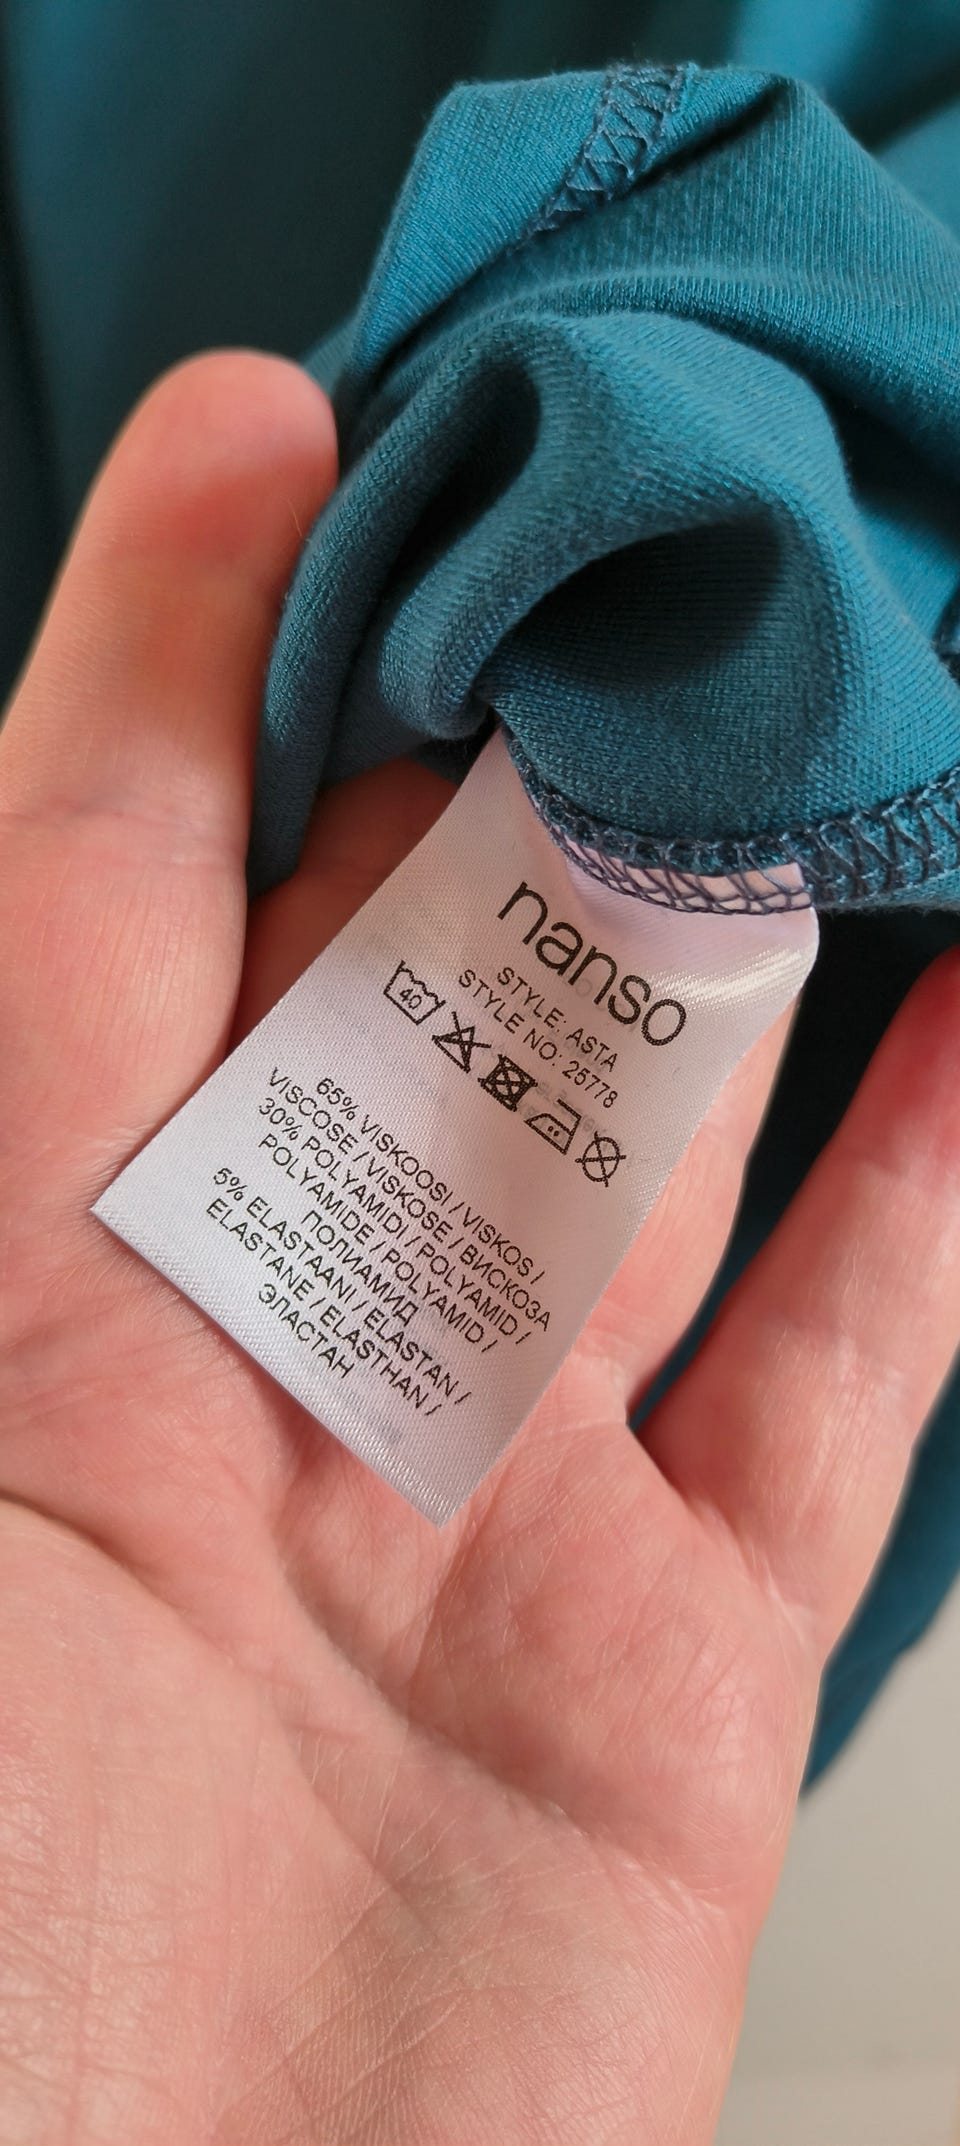 nanso
STYLE: ASTA
STYLE NO: 25778
40
65% VISKOOSI / VISKOS /
VISCOSE / VISKOSE / ВИСКОЗА
30% POLYAMIDI / POLYAMID /
POLYAMIDE / POLYAMID /
ПОЛИАМИД
5% ELASTAANI / ELASTAN /
ELASTANE / ELASTHAN /
ЭЛАСТАН